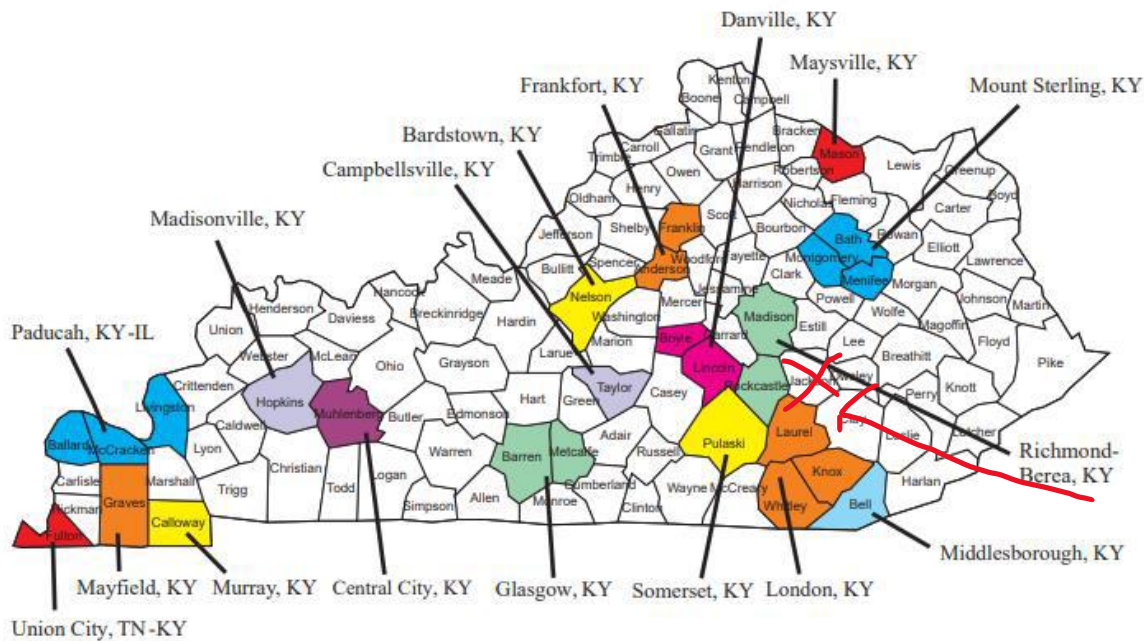 Danville, KY
Maysville, KY
Frankfort, KY
Mount Sterling, KY
Bardstown, KY
Campbellsville, KY
Madisonville, KY
Paducah, KY-IL
Kenton
Boone
Campbell
Gallatin
Bracken
Carroll
Grant
Pendleton
Mason
Trimble
Owen
Robertson
Lewis
Greenup
Henry
Harrison
Oldham
Nicholas
Fleming
Boyd
Scott
Carter
Shelby
Franklin
Bourbon
Jefferson
Bath
Rowan
Elliott
Woodford
Fayette
Montgomery
Lawrence
Spencer
Anderson
Clark
Bullitt
Menifee
Morgan
Meade
Jessamine
Nelson
Mercer
Powell
Johnson
Martin
Hancock
Henderson
Breckinridge
Washington
Madison
Wolfe
Daviess
Hardin
Estill
Magoffin
Union
Boyle
Garrard
Marion
Lee
Floyd
McLean
Webster
Larue
Breathitt
Ohio
Grayson
Lincoln
Pike
Crittenden
Taylor
Rockcastle
Jackson
Owsley
Livingston
Hopkins
Hart
Green
Casey
Perry
Knott
Muhlenberg
Butler
Edmonson
Caldwell
Clay
Laurel
Ballard
McCracken
Lyon
Adair
Pulaski
Leslie
Letcher
Warren
Barren
Metcalfe
Russell
Richmond-
Berea, KY
Christian
Logan
Knox
Carlisle
Marshall
Trigg
Todd
Cumberland
Wayne
McCreary
Harlan
Graves
Allen
Monroe
Clinton
Hickman
Simpson
Whitley
Bell
Calloway
Fulton
Middlesborough, KY
Mayfield, KY
Murray, KY
Central City, KY
Glasgow, KY
Somerset, KY
London, KY
Union City, TN-KY